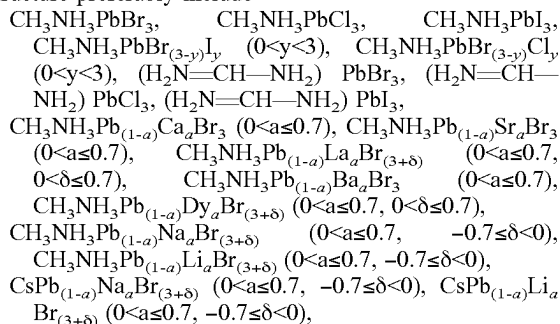 CH₃NH₃PbBr₃, CH₃NH₃PbCl₃, CH₃NH₃PbI₃,
CH₃NH₃PbBr₍₃₋y₎Iy (0<y<3), CH₃NH₃PbBr₍₃₋y₎Cly
(0<y<3), (H₂N═CH—NH₂) PbBr₃, (H₂N═CH—
NH₂) PbCl₃, (H₂N═CH—NH₂) PbI₃,
CH₃NH₃Pb₍₁₋ₐ₎CaₐBr₃ (0<a≤0.7), CH₃NH₃Pb₍₁₋ₐ₎SrₐBr₃
(0<a≤0.7), CH₃NH₃Pb₍₁₋ₐ₎LaₐBr₍₃₊δ₎ (0<a≤0.7,
0<δ≤0.7), CH₃NH₃Pb₍₁₋ₐ₎BaₐBr₃ (0<a≤0.7),
CH₃NH₃Pb₍₁₋ₐ₎DyₐBr₍₃₊δ₎ (0<a≤0.7, 0<δ≤0.7),
CH₃NH₃Pb₍₁₋ₐ₎NaₐBr₍₃₊δ₎ (0<a≤0.7, −0.7≤δ<0),
CH₃NH₃Pb₍₁₋ₐ₎LiₐBr₍₃₊δ₎ (0<a≤0.7, −0.7≤δ<0),
CsPb₍₁₋ₐ₎NaₐBr₍₃₊δ₎ (0<a≤0.7, −0.7≤δ<0), CsPb₍₁₋ₐ₎Liₐ
Br₍₃₊δ₎ (0<a≤0.7, −0.7≤δ<0),